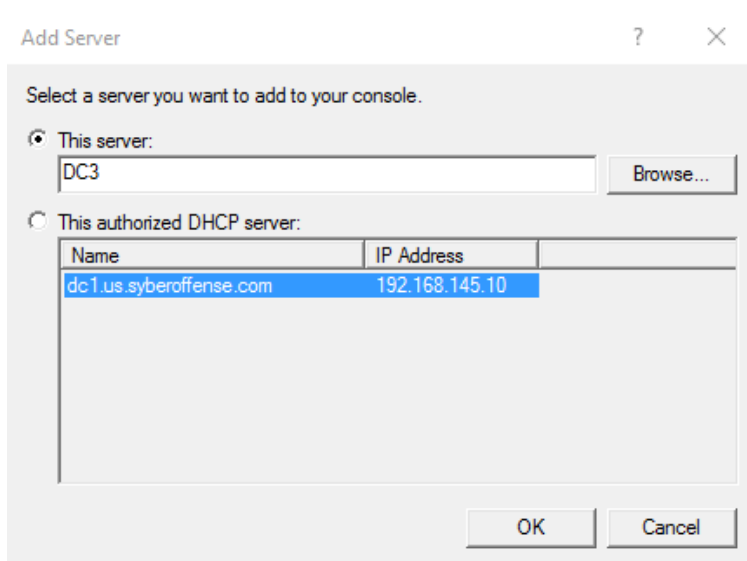 Add Server ? ×
Select a server you want to add to your console.
This server:
DC3 Browse...
This authorized DHCP server:
Name IP Address
dc1.us.syberoffense.com 192.168.145.10
OK Cancel